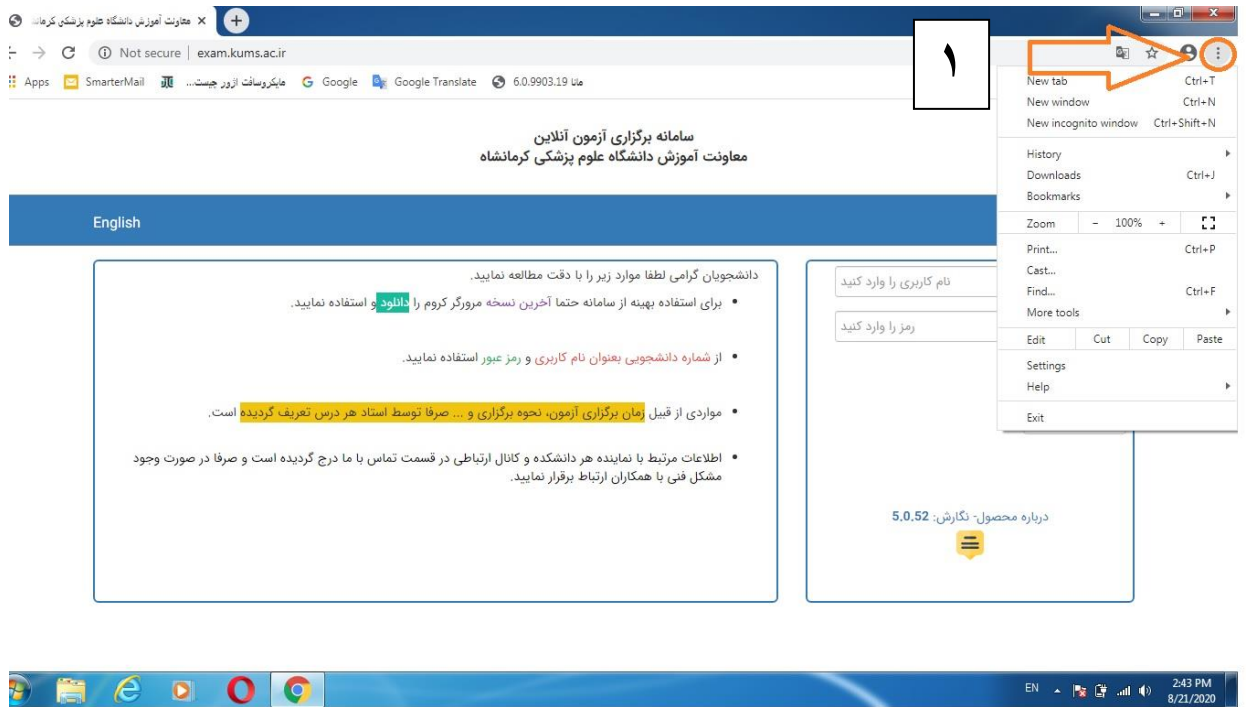 معاونت آموزش دانشگاه علوم پزشکی کرمانـ
Not secure | exam.kums.ac.ir
Apps SmarterMail مایکروسافت ازور چیست... Google Google Translate 6.0.9903.19 متا
۱
سامانه برگزاری آزمون آنلاین
معاونت آموزش دانشگاه علوم پزشکی کرمانشاه
English
دانشجویان گرامی لطفا موارد زیر را با دقت مطالعه نمایید.
• برای استفاده بهینه از سامانه حتما آخرین نسخه مرورگر کروم را دانلود و استفاده نمایید.
• از شماره دانشجویی بعنوان نام کاربری و رمز عبور استفاده نمایید.
• مواردی از قبیل زمان برگزاری آزمون، نحوه برگزاری و ... صرفا توسط استاد هر درس تعریف گردیده است.
• اطلاعات مرتبط با نماینده هر دانشکده و کانال ارتباطی در قسمت تماس با ما درج گردیده است و صرفا در صورت وجود
مشکل فنی با همکاران ارتباط برقرار نمایید.
نام کاربری را وارد کنید
رمز را وارد کنید
درباره محصول- نگارش: 5.0.52
New tab Ctrl+T
New window Ctrl+N
New incognito window Ctrl+Shift+N
History
Downloads Ctrl+J
Bookmarks
Zoom - 100% +
Print... Ctrl+P
Cast...
Find... Ctrl+F
More tools
Edit Cut Copy Paste
Settings
Help
Exit
EN 2:43 PM
8/21/2020